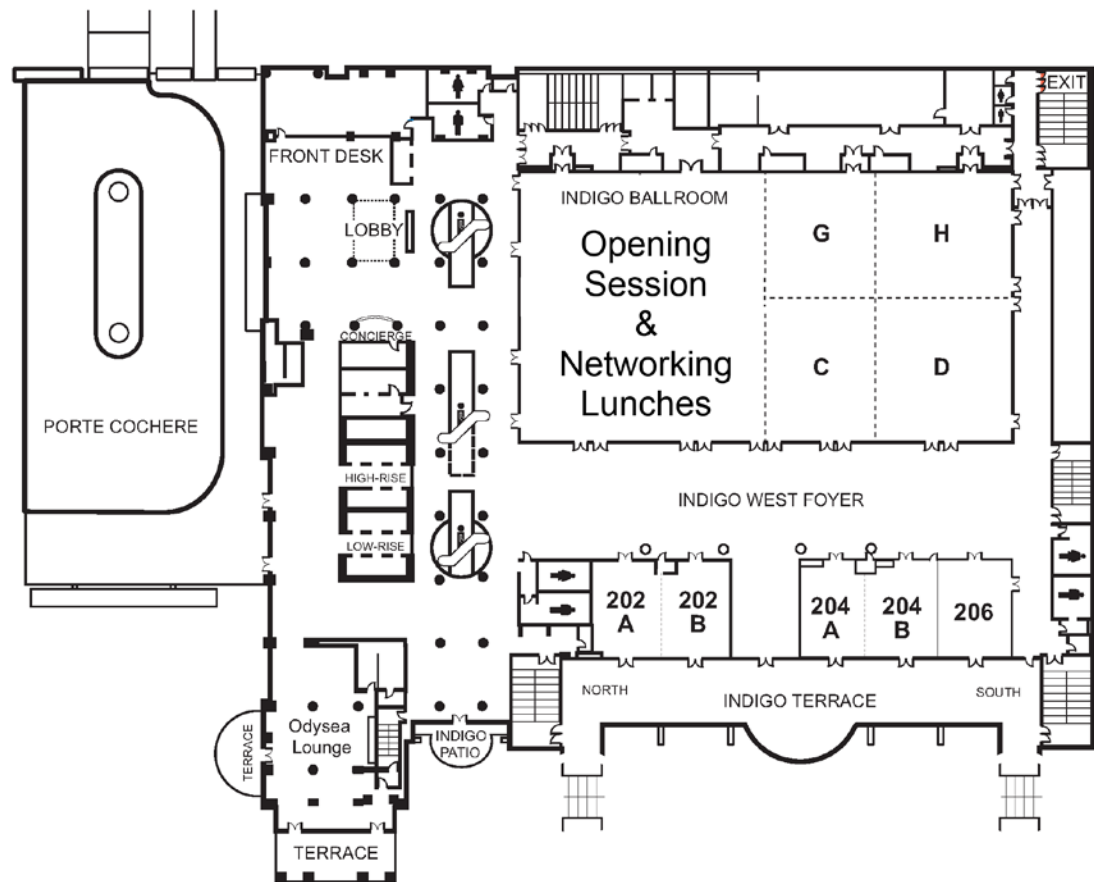 EXIT
FRONT DESK
LOBBY
INDIGO BALLROOM
Opening
Session
&
Networking
Lunches
G
H
C
D
CONCIERGE
PORTE COCHERE
HIGH-RISE
LOW-RISE
INDIGO WEST FOYER
202
A
202
B
204
A
204
B
206
NORTH
INDIGO TERRACE
SOUTH
Odysea
Lounge
TERRACE
INDIGO
PATIO
TERRACE